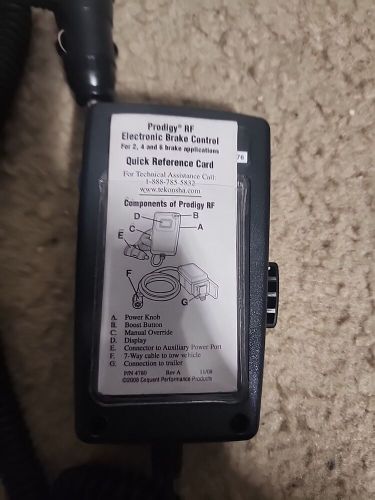 Prodigy® RF
Electronic Brake Control
For 2, 4 and 6 brake applications
76
Quick Reference Card
For Technical Assistance Call:
1-888-785-5832
www.tekonsha.com
Components of Prodigy RF
D
B
C
A
E
F
G
A. Power Knob
B. Boost Button
C. Manual Override
D. Display
E. Connector to Auxiliary Power Port
F. 7-Way cable to tow vehicle
G. Connection to trailer
P/N 4760 Rev A 11/08
©2008 Cequent Performance Products